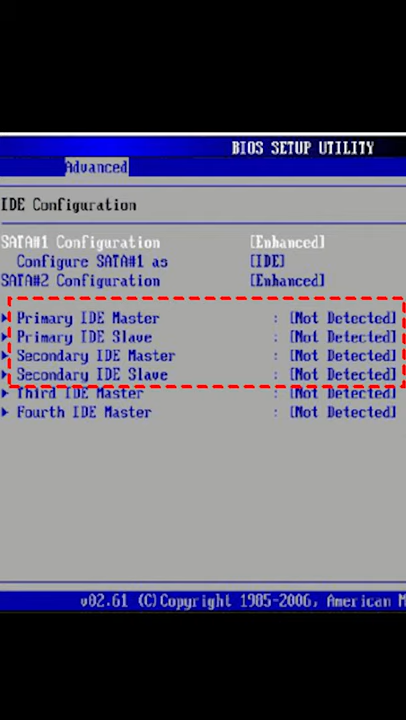 BIOS SETUP UTILITY
Advanced
IDE Configuration
SATA#1 Configuration [Enhanced]
Configure SATA#1 as [IDE]
SATA#2 Configuration [Enhanced]
Primary IDE Master : [Not Detected]
Primary IDE Slave : [Not Detected]
Secondary IDE Master : [Not Detected]
Secondary IDE Slave : [Not Detected]
Third IDE Master : [Not Detected]
Fourth IDE Master : [Not Detected]
v02.61 (C)Copyright 1985-2006, American M